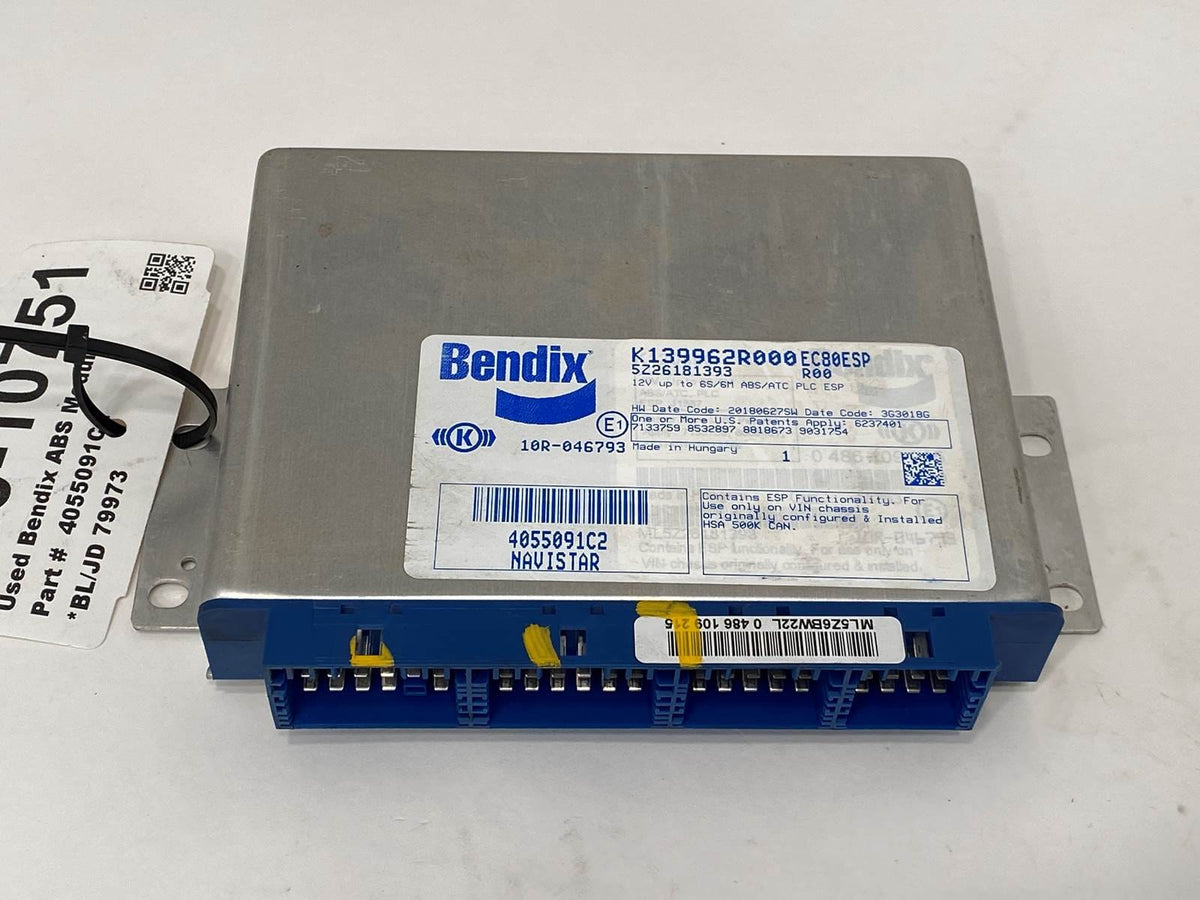 Bendix
K139962R000 EC80ESP
5Z26181393 R00
12V up to 6S/6M ABS/ATC PLC ESP
HW Date Code: 20180627SW Date Code: 3G3018G
One or More U.S. Patents Apply: 6237401
7133759 8532897 8818673 9031754
E1
10R-046793
K
Made in Hungary 1
4055091C2
NAVISTAR
Contains ESP Functionality. For
Use only on VIN chassis
originally configured & Installed
HSA 500K CAN.
ML5Z6BW22L 0 486 109 215
Used Bendix ABS
Part # 4055091C
*BL/JD 79973